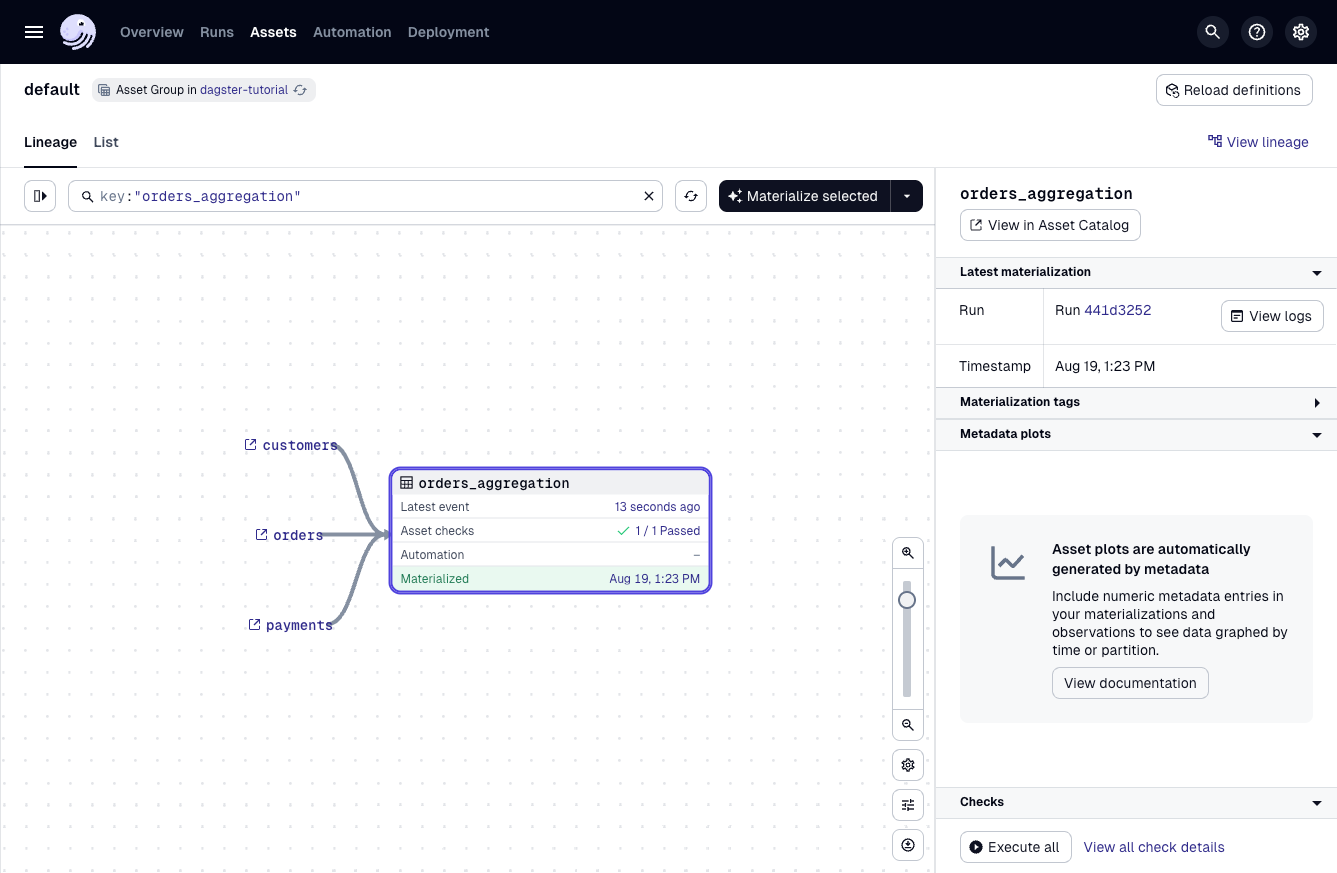 Overview Runs Assets Automation Deployment
default
Asset Group in dagster-tutorial
Reload definitions
Lineage List
View lineage
key:"orders_aggregation"
Materialize selected
customers
orders
payments
orders_aggregation
Latest event 13 seconds ago
Asset checks 1 / 1 Passed
Automation –
Materialized Aug 19, 1:23 PM
orders_aggregation
View in Asset Catalog
Latest materialization
Run Run 441d3252 View logs
Timestamp Aug 19, 1:23 PM
Materialization tags
Metadata plots
Asset plots are automatically
generated by metadata
Include numeric metadata entries in
your materializations and
observations to see data graphed by
time or partition.
View documentation
Checks
Execute all View all check details